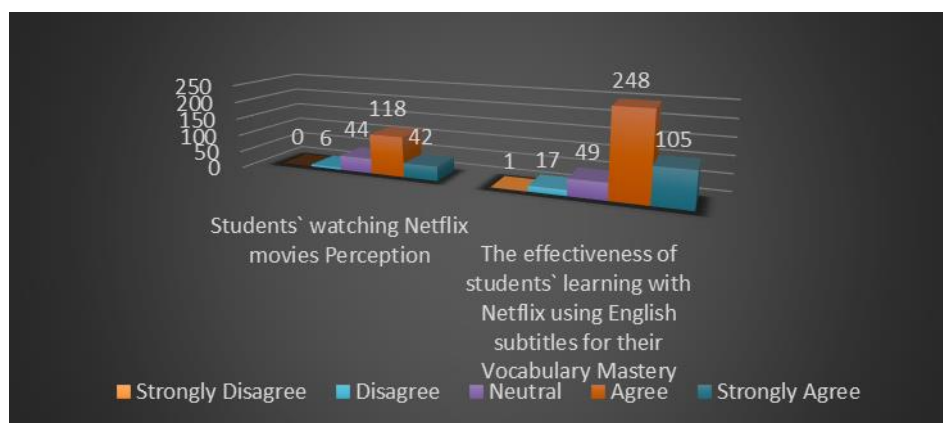 250
200
150
100
50
0
0
6
44
118
42
1
17
49
248
105
Students` watching Netflix
movies Perception
The effectiveness of
students` learning with
Netflix using English
subtitles for their
Vocabulary Mastery
Strongly Disagree Disagree Neutral Agree Strongly Agree